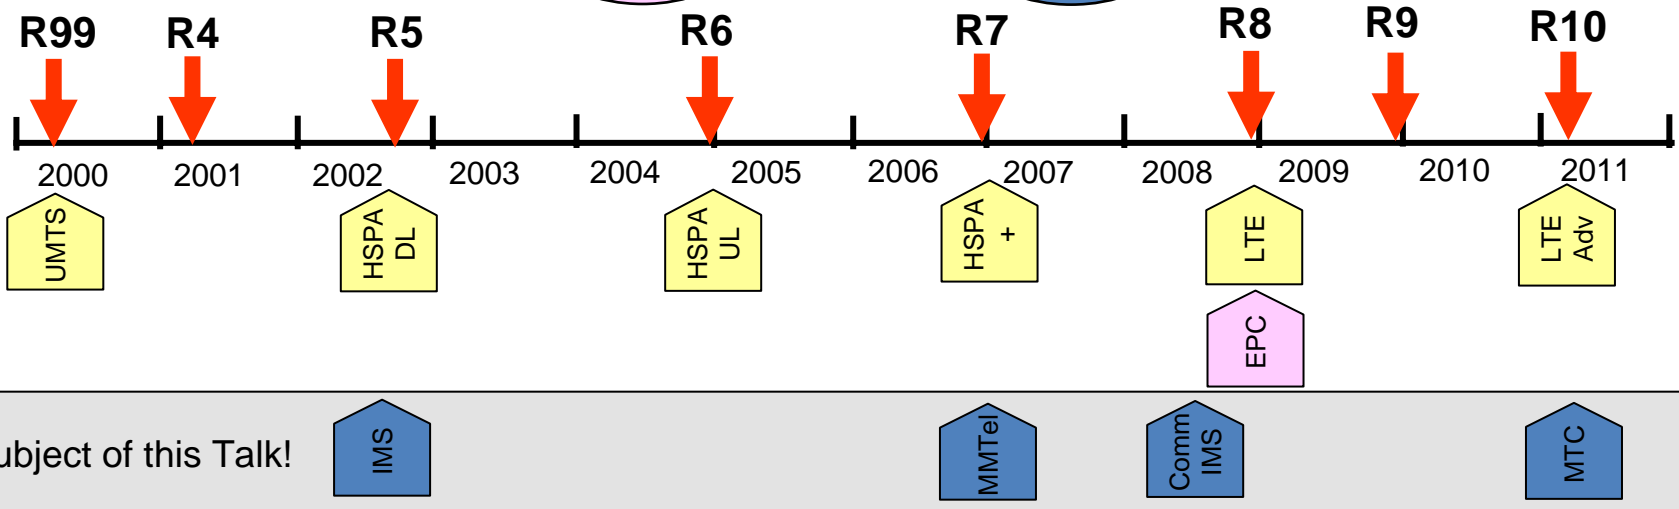 R99 R4 R5 R6 R7 R8 R9 R10
2000 2001 2002 2003 2004 2005 2006 2007 2008 2009 2010 2011
UMTS
HSPA
DL
HSPA
UL
HSPA
+
LTE
LTE
Adv
EPC
ubject of this Talk!
IMS
MMTel
Comm
IMS
MTC